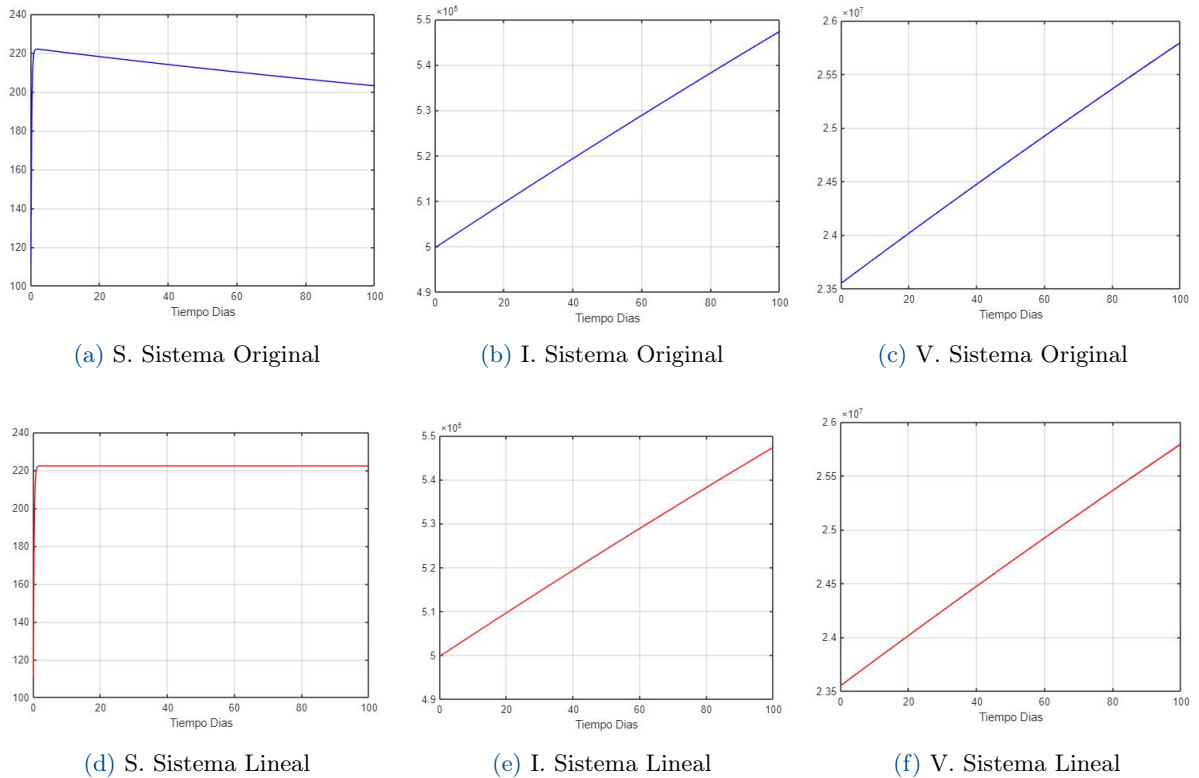 240
220
200
180
160
140
120
100
0 20 40 60 80 100
Tiempo Dias
(a) S. Sistema Original
5.5 ×10⁵
5.4
5.3
5.2
5.1
5
4.9
0 20 40 60 80 100
Tiempo Dias
(b) I. Sistema Original
×10⁷
2.6
2.55
2.5
2.45
2.4
2.35
0 20 40 60 80 100
Tiempo Dias
(c) V. Sistema Original
240
220
200
180
160
140
120
100
0 20 40 60 80 100
Tiempo Dias
(d) S. Sistema Lineal
5.5 ×10⁵
5.4
5.3
5.2
5.1
5
4.9
0 20 40 60 80 100
Tiempo Dias
(e) I. Sistema Lineal
×10⁷
2.6
2.55
2.5
2.45
2.4
2.35
0 20 40 60 80 100
Tiempo Dias
(f) V. Sistema Lineal